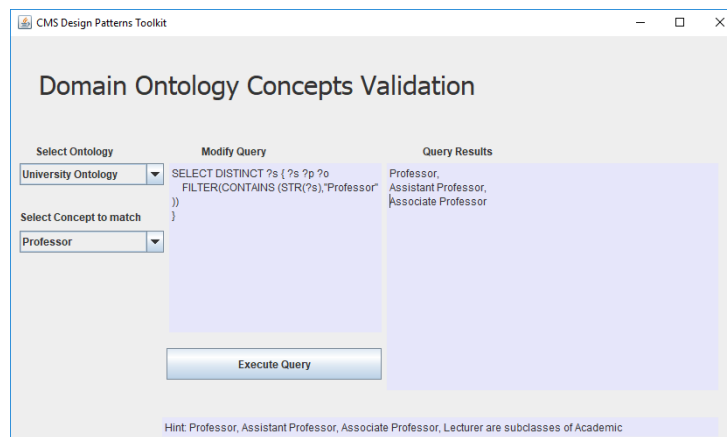 CMS Design Patterns Toolkit
Domain Ontology Concepts Validation
Select Ontology
Modify Query
Query Results
University Ontology
SELECT DISTINCT ?s { ?s ?p ?o
FILTER(CONTAINS (STR(?s),"Professor"
))
}
Professor,
Assistant Professor,
Associate Professor
Select Concept to match
Professor
Execute Query
Hint: Professor, Assistant Professor, Associate Professor, Lecturer are subclasses of Academic